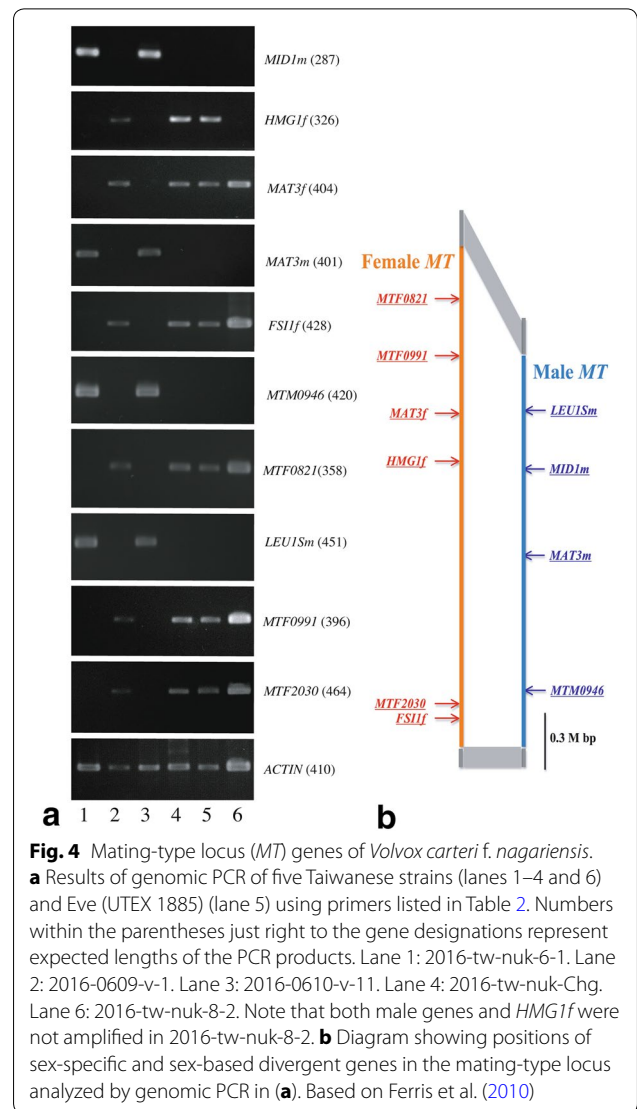 MID1m (287)
HMG1f (326)
MAT3f (404)
MAT3m (401)
FSI1f (428)
MTM0946 (420)
MTF0821(358)
LEU1Sm (451)
MTF0991 (396)
MTF2030 (464)
ACTIN (410)
a 1 2 3 4 5 6
Female MT
MTF0821
MTF0991
MAT3f
HMG1f
MTF2030
FSI1f
Male MT
LEU1Sm
MID1m
MAT3m
MTM0946
0.3 M bp
b
Fig. 4 Mating-type locus (MT) genes of Volvox carteri f. nagariensis.
a Results of genomic PCR of five Taiwanese strains (lanes 1–4 and 6)
and Eve (UTEX 1885) (lane 5) using primers listed in Table 2. Numbers
within the parentheses just right to the gene designations represent
expected lengths of the PCR products. Lane 1: 2016-tw-nuk-6-1. Lane
2: 2016-0609-v-1. Lane 3: 2016-0610-v-11. Lane 4: 2016-tw-nuk-Chg.
Lane 6: 2016-tw-nuk-8-2. Note that both male genes and HMG1f were
not amplified in 2016-tw-nuk-8-2. b Diagram showing positions of
sex-specific and sex-based divergent genes in the mating-type locus
analyzed by genomic PCR in (a). Based on Ferris et al. (2010)